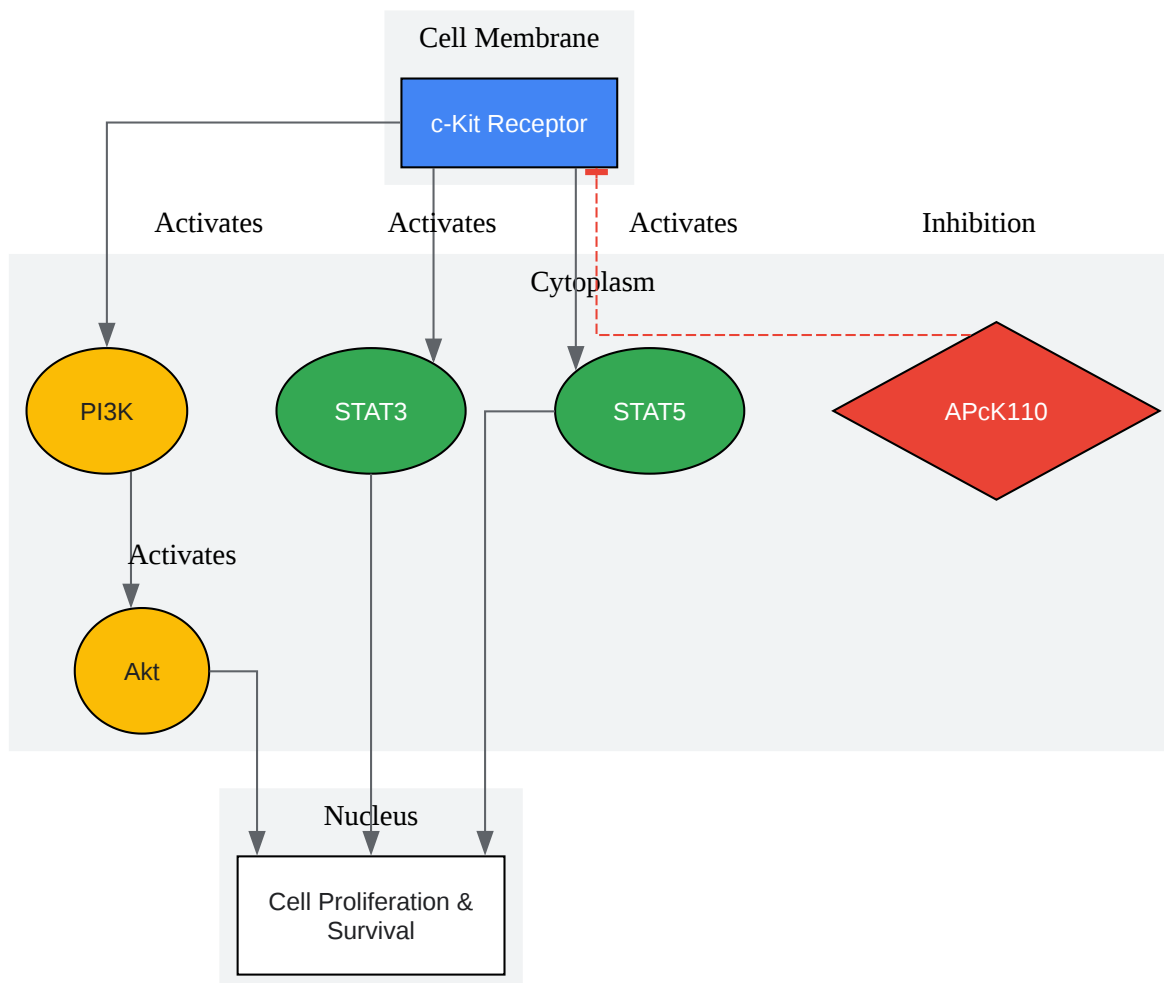 Cell Membrane
c-Kit Receptor
Activates
Activates
Activates
Inhibition
Cytoplasm
PI3K
STAT3
STAT5
APcK110
Activates
Akt
Nucleus
Cell Proliferation &
Survival